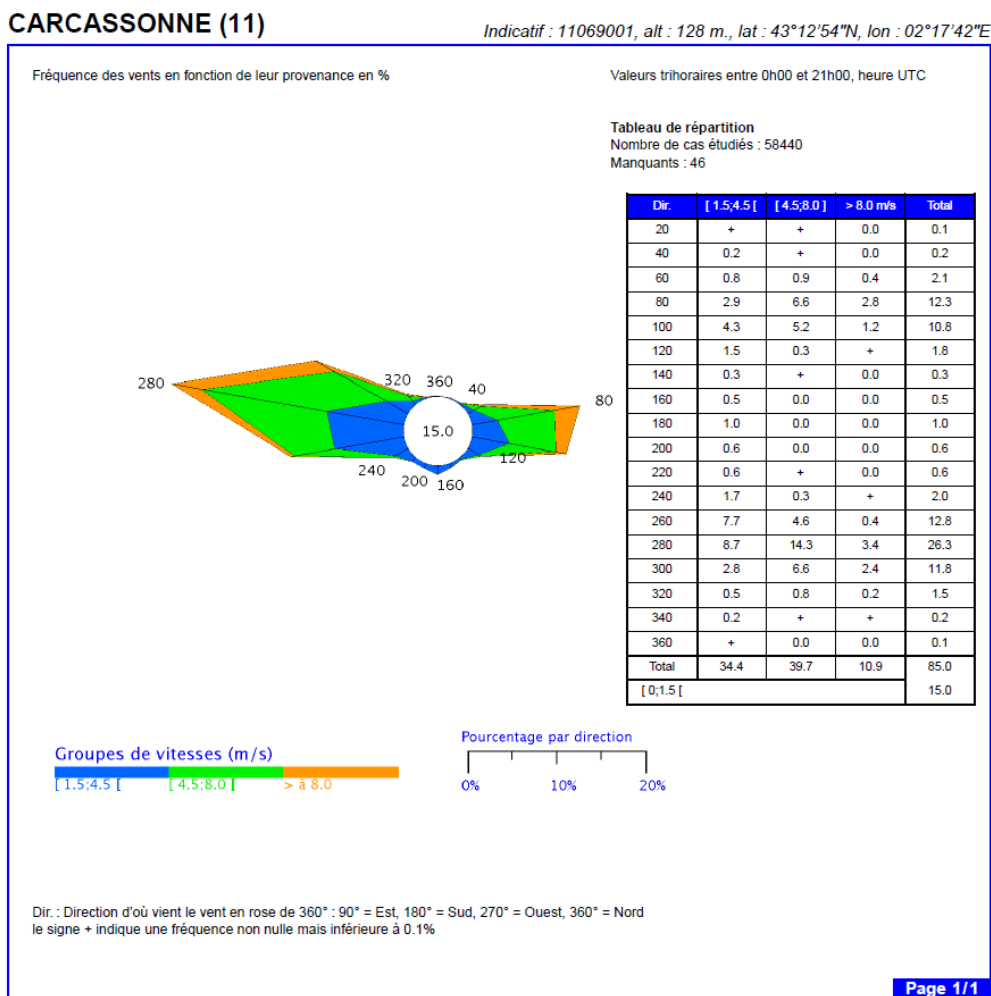 CARCASSONNE (11)
Indicatif : 11069001, alt : 128 m., lat : 43°12'54"N, lon : 02°17'42"E
Fréquence des vents en fonction de leur provenance en %
Valeurs trihoraires entre 0h00 et 21h00, heure UTC
Tableau de répartition
Nombre de cas étudiés : 58440
Manquants : 46
Dir. [ 1.5;4.5 [ [ 4.5;8.0 ] > 8.0 m/s Total
20 + + 0.0 0.1
40 0.2 + 0.0 0.2
60 0.8 0.9 0.4 2.1
80 2.9 6.6 2.8 12.3
100 4.3 5.2 1.2 10.8
120 1.5 0.3 + 1.8
140 0.3 + 0.0 0.3
160 0.5 0.0 0.0 0.5
180 1.0 0.0 0.0 1.0
200 0.6 0.0 0.0 0.6
220 0.6 + 0.0 0.6
240 1.7 0.3 + 2.0
260 7.7 4.6 0.4 12.8
280 8.7 14.3 3.4 26.3
300 2.8 6.6 2.4 11.8
320 0.5 0.8 0.2 1.5
340 0.2 + + 0.2
360 + 0.0 0.0 0.1
Total 34.4 39.7 10.9 85.0
[ 0;1.5 [ 15.0
280 320 360 40 80
15.0
240 200 160 120
Groupes de vitesses (m/s)
[ 1.5;4.5 [ [ 4.5;8.0 ] > à 8.0
Pourcentage par direction
0% 10% 20%
Dir. : Direction d'où vient le vent en rose de 360° : 90° = Est, 180° = Sud, 270° = Ouest, 360° = Nord
le signe + indique une fréquence non nulle mais inférieure à 0.1%
Page 1/1